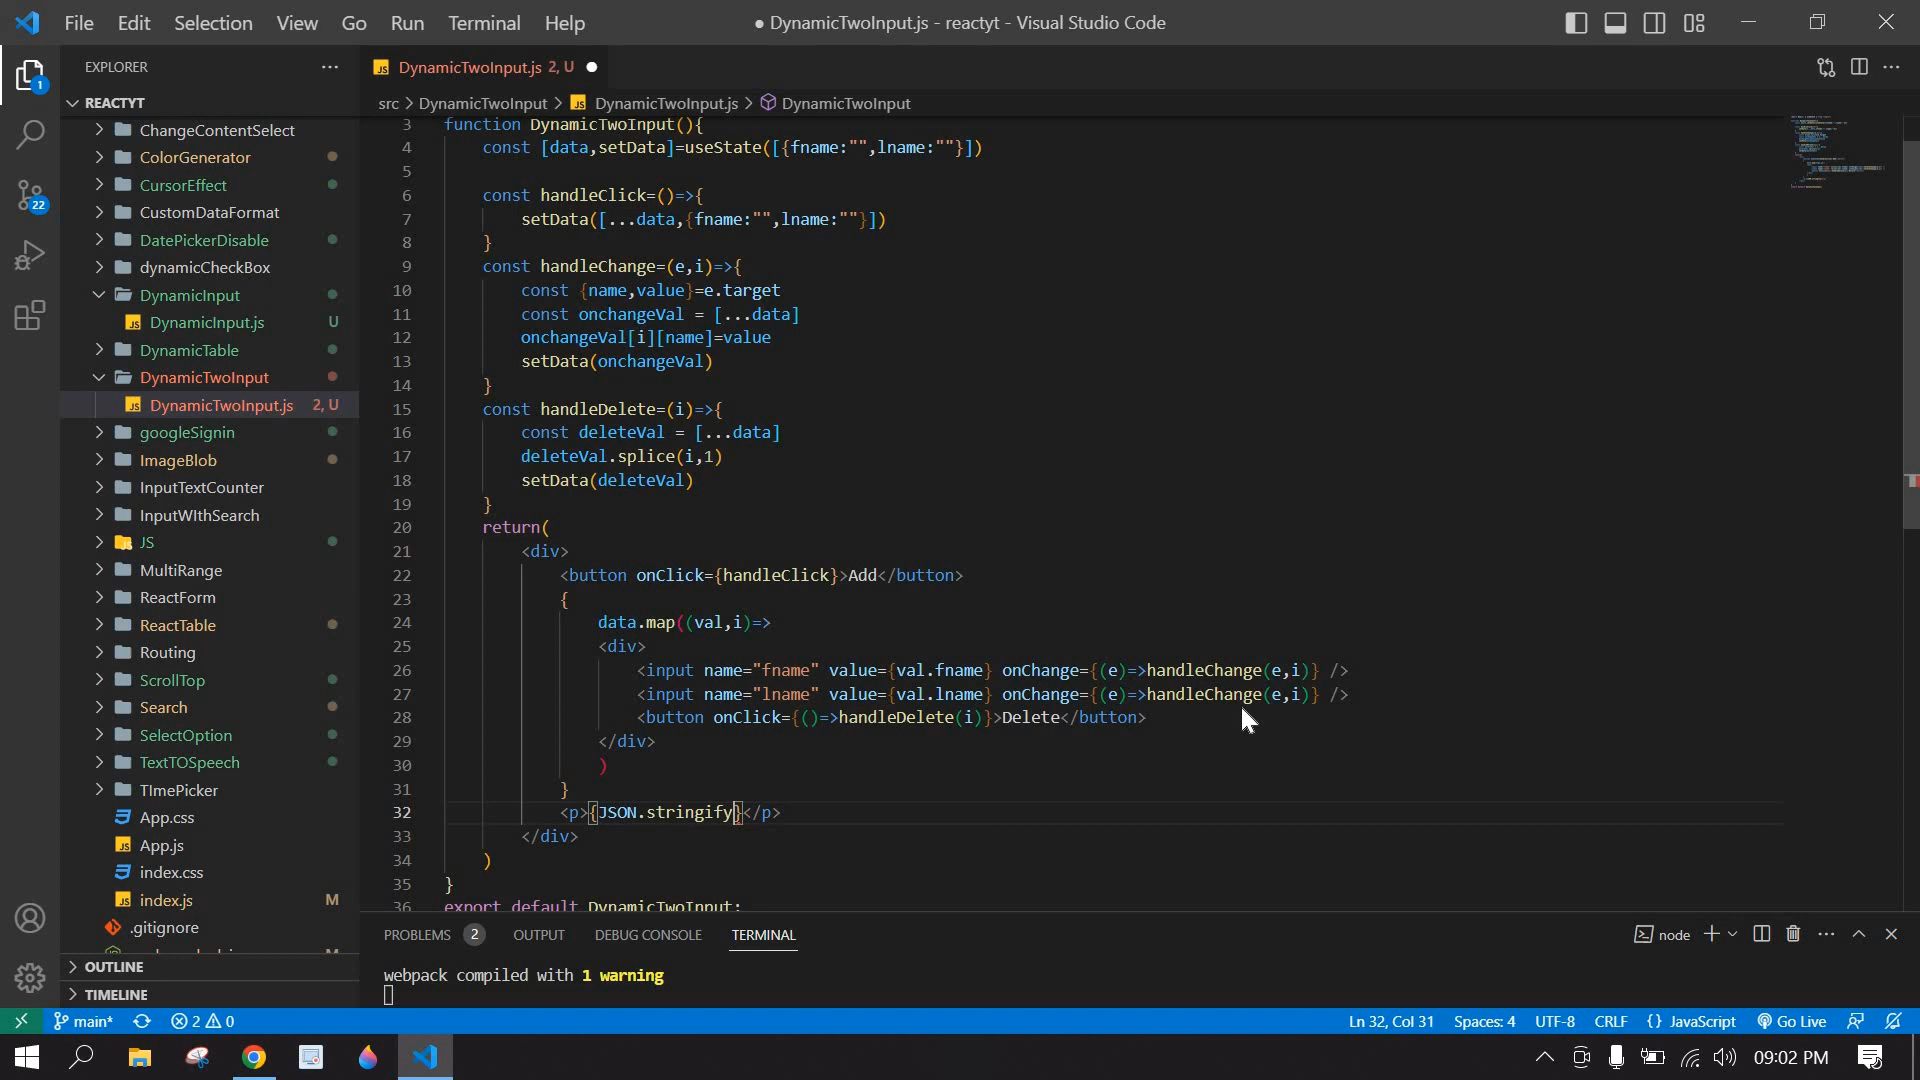 File Edit Selection View Go Run Terminal Help
● DynamicTwoInput.js - reactyt - Visual Studio Code
EXPLORER
REACTYT
ChangeContentSelect
ColorGenerator
CursorEffect
CustomDataFormat
DatePickerDisable
dynamicCheckBox
DynamicInput
DynamicInput.js U
DynamicTable
DynamicTwoInput
DynamicTwoInput.js 2, U
googleSignin
ImageBlob
InputTextCounter
InputWIthSearch
JS
MultiRange
ReactForm
ReactTable
Routing
ScrollTop
Search
SelectOption
TextTOSpeech
TImePicker
App.css
App.js
index.css
index.js M
.gitignore
OUTLINE
TIMELINE
1
22
DynamicTwoInput.js 2, U ●
src > DynamicTwoInput > DynamicTwoInput.js > DynamicTwoInput
3 function DynamicTwoInput(){
4 const [data,setData]=useState([{fname:"",lname:""}])
5
6 const handleClick=()=>{
7 setData([...data,{fname:"",lname:""}])
8 }
9 const handleChange=(e,i)=>{
10 const {name,value}=e.target
11 const onchangeVal = [...data]
12 onchangeVal[i][name]=value
13 setData(onchangeVal)
14 }
15 const handleDelete=(i)=>{
16 const deleteVal = [...data]
17 deleteVal.splice(i,1)
18 setData(deleteVal)
19 }
20 return(
21 <div>
22 <button onClick={handleClick}>Add</button>
23 {
24 data.map((val,i)=>
25 <div>
26 <input name="fname" value={val.fname} onChange={(e)=>handleChange(e,i)} />
27 <input name="lname" value={val.lname} onChange={(e)=>handleChange(e,i)} />
28 <button onClick={()=>handleDelete(i)}>Delete</button>
29 </div>
30 )
31 }
32 <p>{JSON.stringify}</p>
33 </div>
34 )
35 }
36 export default DynamicTwoInput;
PROBLEMS 2 OUTPUT DEBUG CONSOLE TERMINAL
node
webpack compiled with 1 warning
main* 2 0
Ln 32, Col 31 Spaces: 4 UTF-8 CRLF {} JavaScript Go Live
09:02 PM